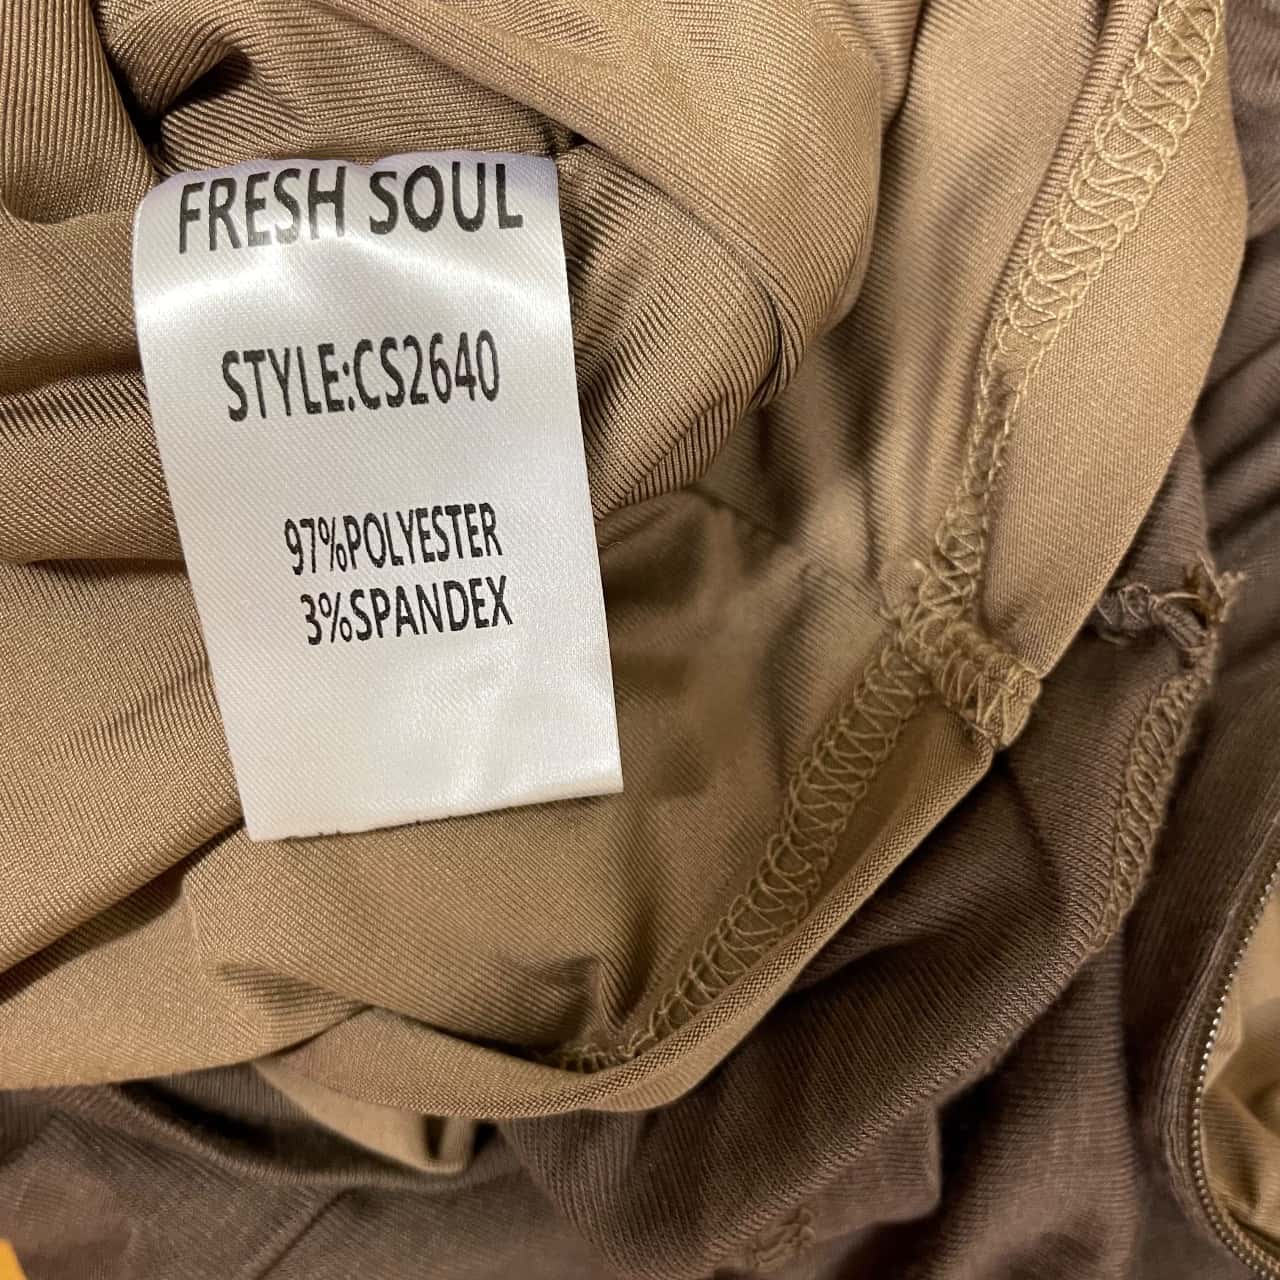 FRESH SOUL
STYLE:CS2640
97%POLYESTER
3%SPANDEX